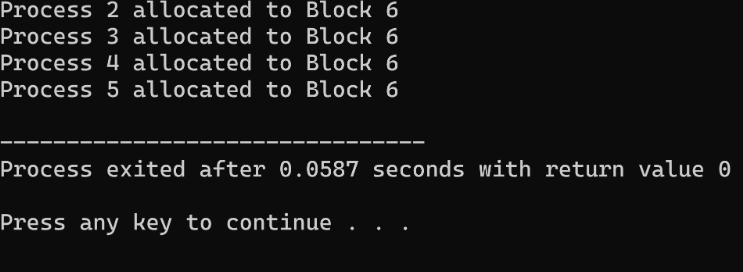 Process 2 allocated to Block 6
Process 3 allocated to Block 6
Process 4 allocated to Block 6
Process 5 allocated to Block 6
--------------------------------
Process exited after 0.0587 seconds with return value 0
Press any key to continue . . .